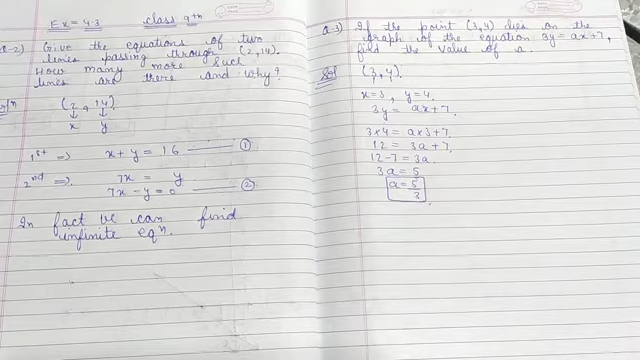 Ex = 4.3 class 9th
Q-2) Give the equations of two
lines passing through (2,14).
How many more such
lines are there and why?
Soln
(2, 14)
↓ ↓
x y
1st => x + y = 16 ——— ①
2nd => 7x = y
7x - y = 0 ——— ②
In fact we can find
infinite eqn.
Q-3) If the point (3,4) lies on the
graph of the equation 3y = ax+7,
find the value of a.
Sol (3,4).
x=3, y=4.
3y = ax+7.
3x4 = ax3+7.
12 = 3a+7.
12-7 = 3a.
3a = 5
a = 5
3.